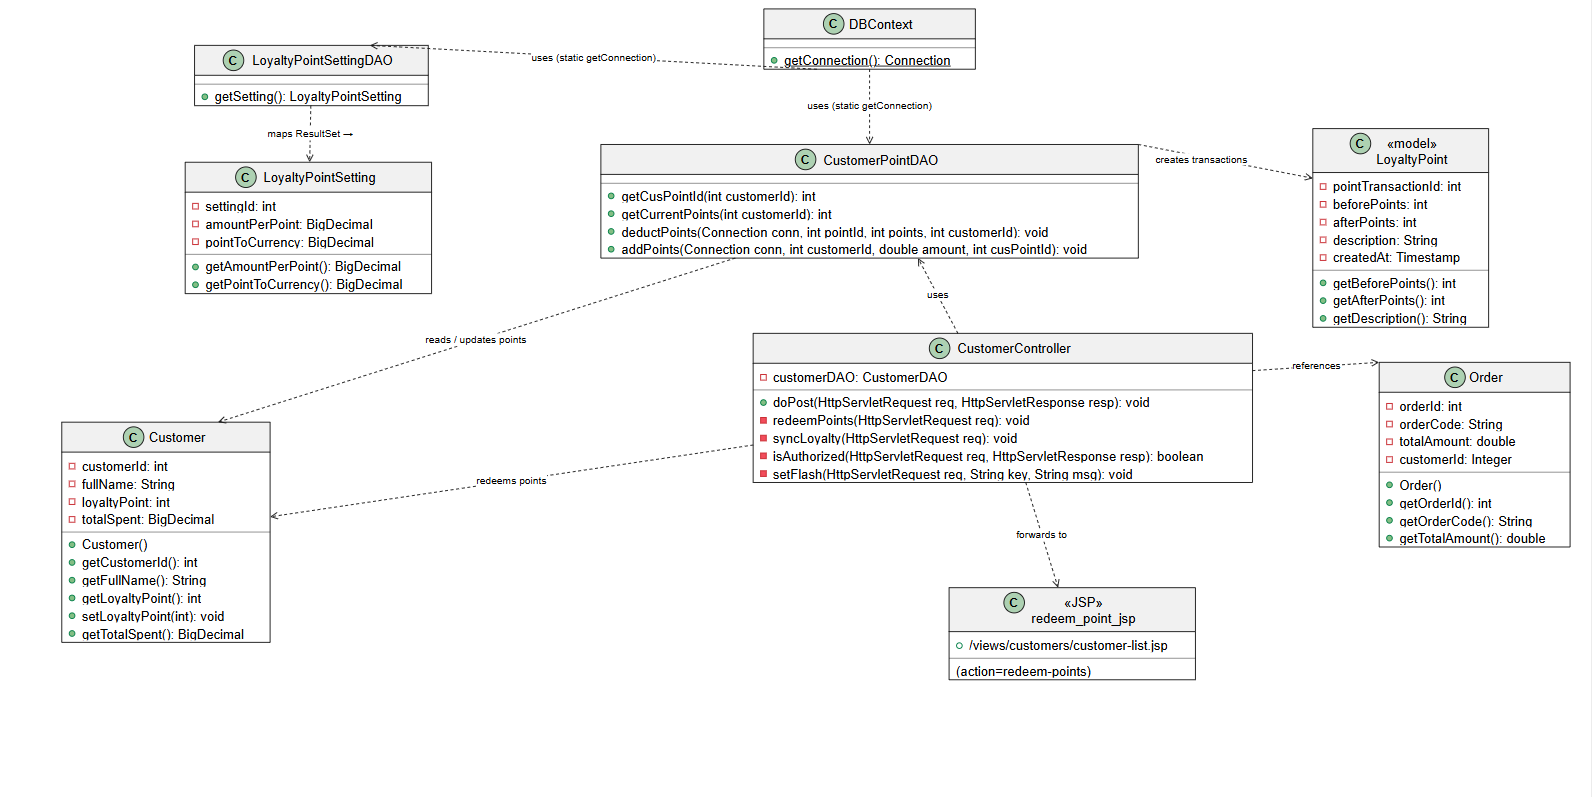 C DBContext
getConnection(): Connection
C LoyaltyPointSettingDAO
getSetting(): LoyaltyPointSetting
uses (static getConnection)
uses (static getConnection)
maps ResultSet →
C LoyaltyPointSetting
settingId: int
amountPerPoint: BigDecimal
pointToCurrency: BigDecimal
getAmountPerPoint(): BigDecimal
getPointToCurrency(): BigDecimal
C CustomerPointDAO
getCusPointId(int customerId): int
getCurrentPoints(int customerId): int
deductPoints(Connection conn, int pointId, int points, int customerId): void
addPoints(Connection conn, int customerId, double amount, int cusPointId): void
creates transactions
C «model»
LoyaltyPoint
pointTransactionId: int
beforePoints: int
afterPoints: int
description: String
createdAt: Timestamp
getBeforePoints(): int
getAfterPoints(): int
getDescription(): String
uses
reads / updates points
C CustomerController
customerDAO: CustomerDAO
doPost(HttpServletRequest req, HttpServletResponse resp): void
redeemPoints(HttpServletRequest req): void
syncLoyalty(HttpServletRequest req): void
isAuthorized(HttpServletRequest req, HttpServletResponse resp): boolean
setFlash(HttpServletRequest req, String key, String msg): void
references
C Order
orderId: int
orderCode: String
totalAmount: double
customerId: Integer
Order()
getOrderId(): int
getOrderCode(): String
getTotalAmount(): double
C Customer
customerId: int
fullName: String
loyaltyPoint: int
totalSpent: BigDecimal
Customer()
getCustomerId(): int
getFullName(): String
getLoyaltyPoint(): int
setLoyaltyPoint(int): void
getTotalSpent(): BigDecimal
redeems points
forwards to
C «JSP»
redeem_point_jsp
/views/customers/customer-list.jsp
(action=redeem-points)